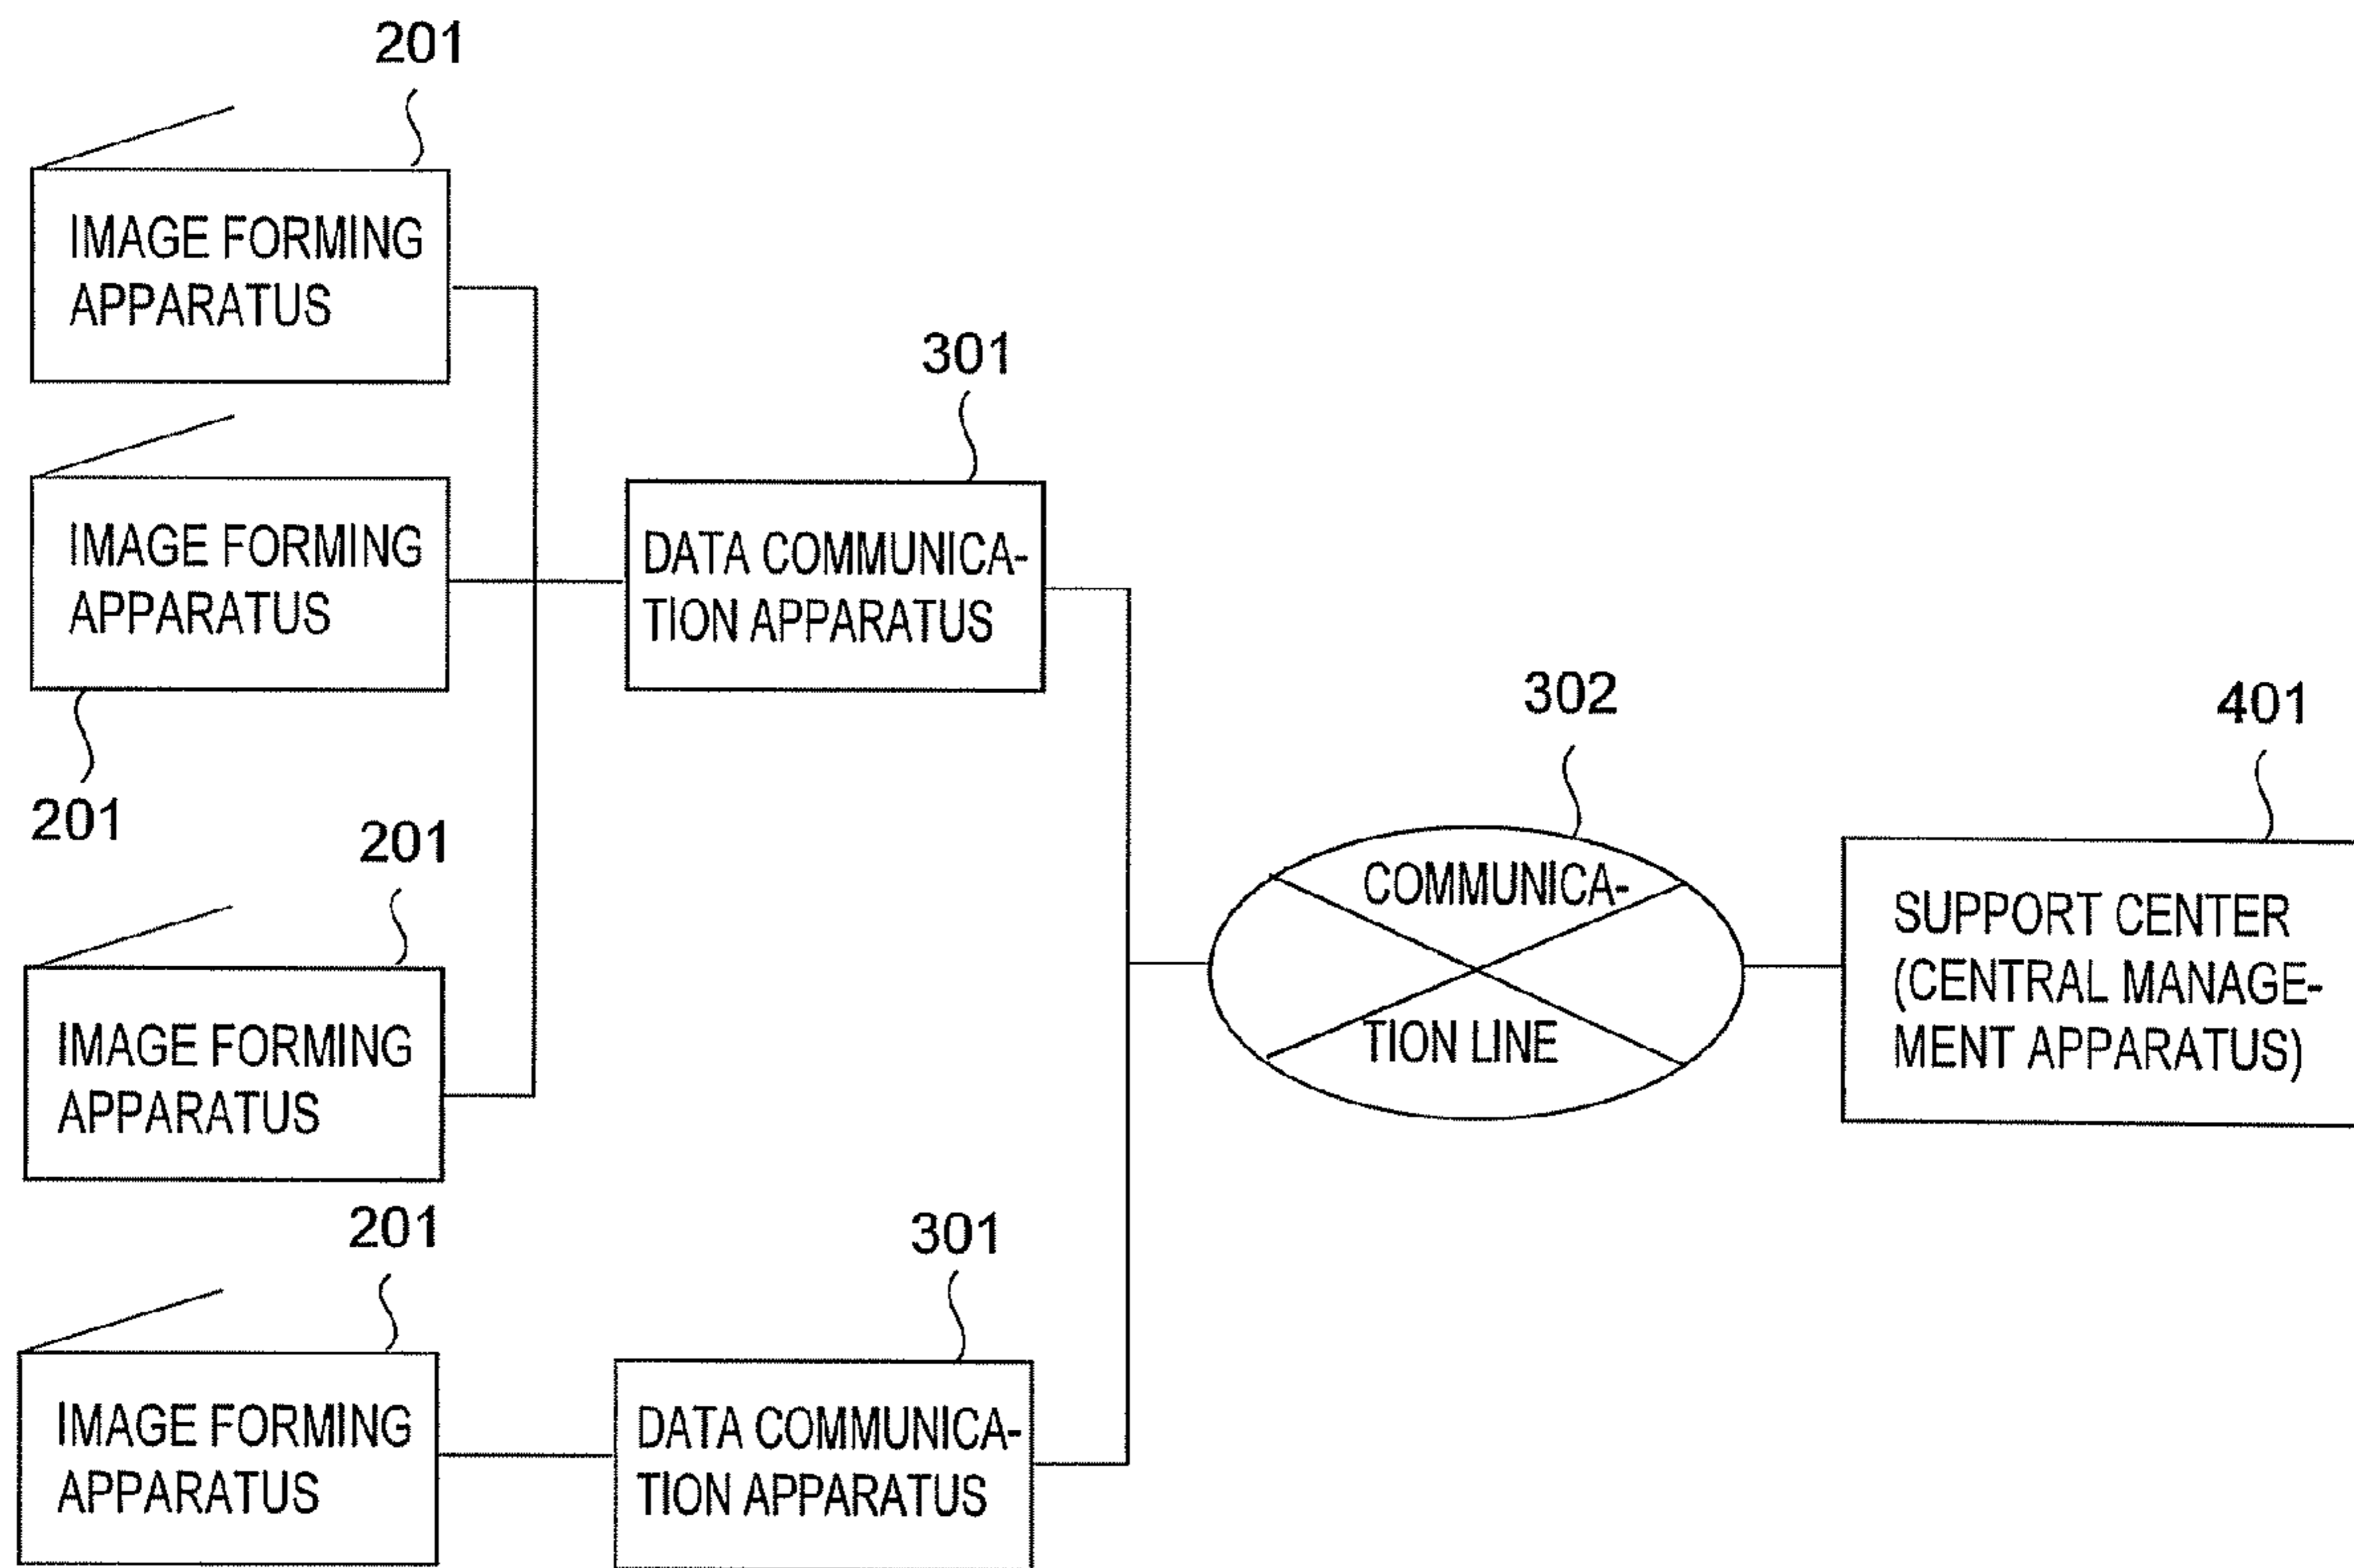 201
IMAGE FORMING
APPARATUS
301
IMAGE FORMING
APPARATUS
DATA COMMUNICA-
TION APPARATUS
201
201
IMAGE FORMING
APPARATUS
302
COMMUNICA-
TION LINE
401
SUPPORT CENTER
(CENTRAL MANAGE-
MENT APPARATUS)
201
IMAGE FORMING
APPARATUS
301
DATA COMMUNICA-
TION APPARATUS